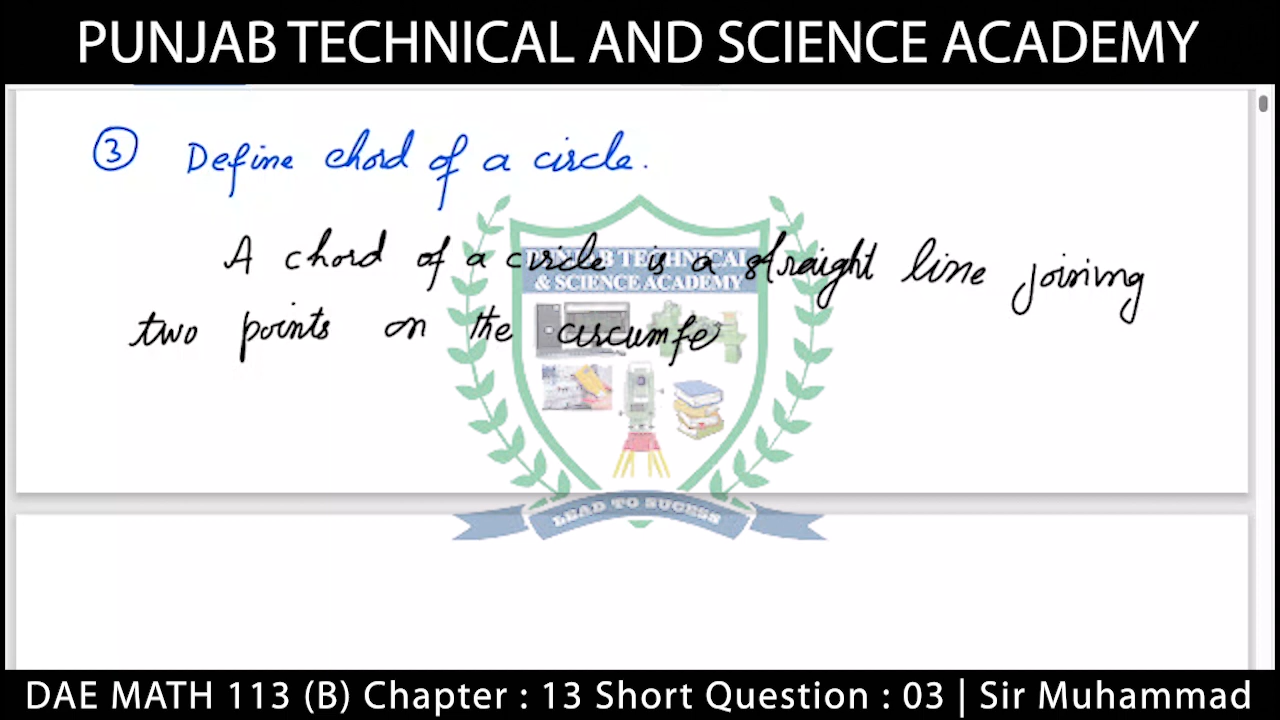 PUNJAB TECHNICAL AND SCIENCE ACADEMY
3 Define chord of a circle.
A chord of a circle is a straight line joining
two points on the circumfe
PUNJAB TECHNICAL
& SCIENCE ACADEMY
LEAD TO SUCESS
DAE MATH 113 (B) Chapter : 13 Short Question : 03 | Sir Muhammad